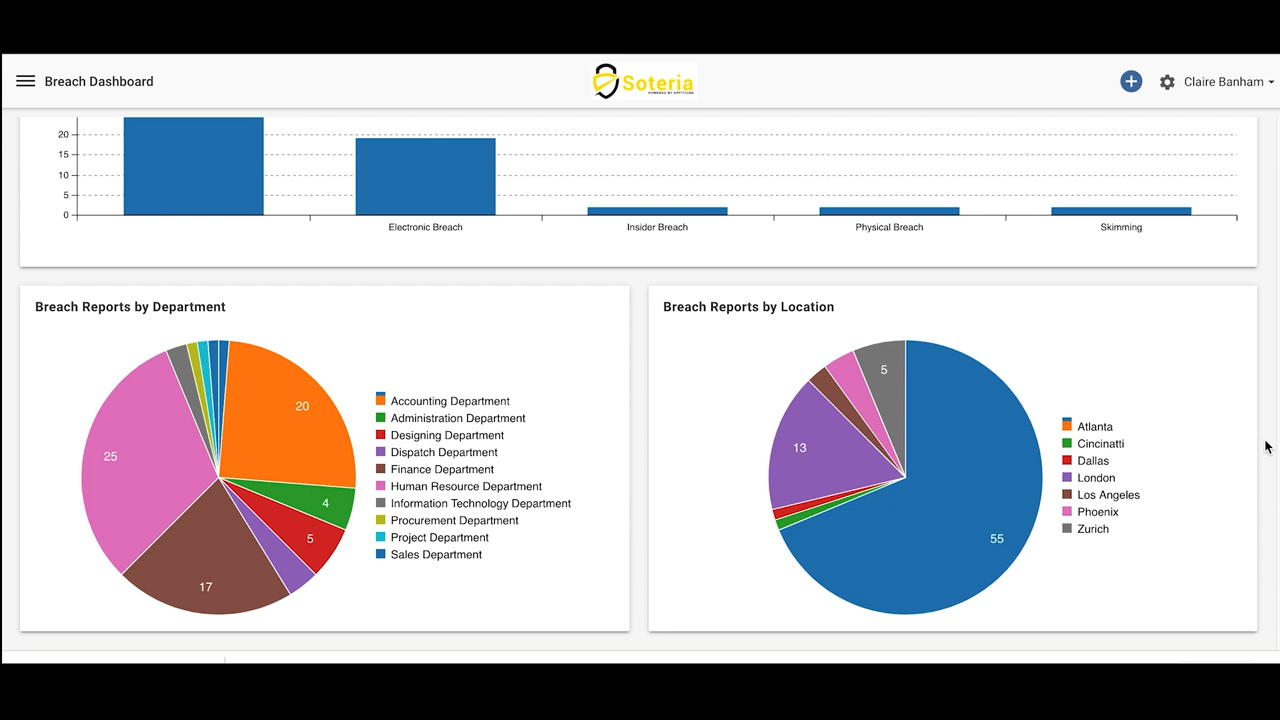 Breach Dashboard
Soteria
Claire Banham
20
15
10
5
0
Electronic Breach
Insider Breach
Physical Breach
Skimming
Breach Reports by Department
20
4
5
17
25
Accounting Department
Administration Department
Designing Department
Dispatch Department
Finance Department
Human Resource Department
Information Technology Department
Procurement Department
Project Department
Sales Department
Breach Reports by Location
5
13
55
Atlanta
Cincinatti
Dallas
London
Los Angeles
Phoenix
Zurich